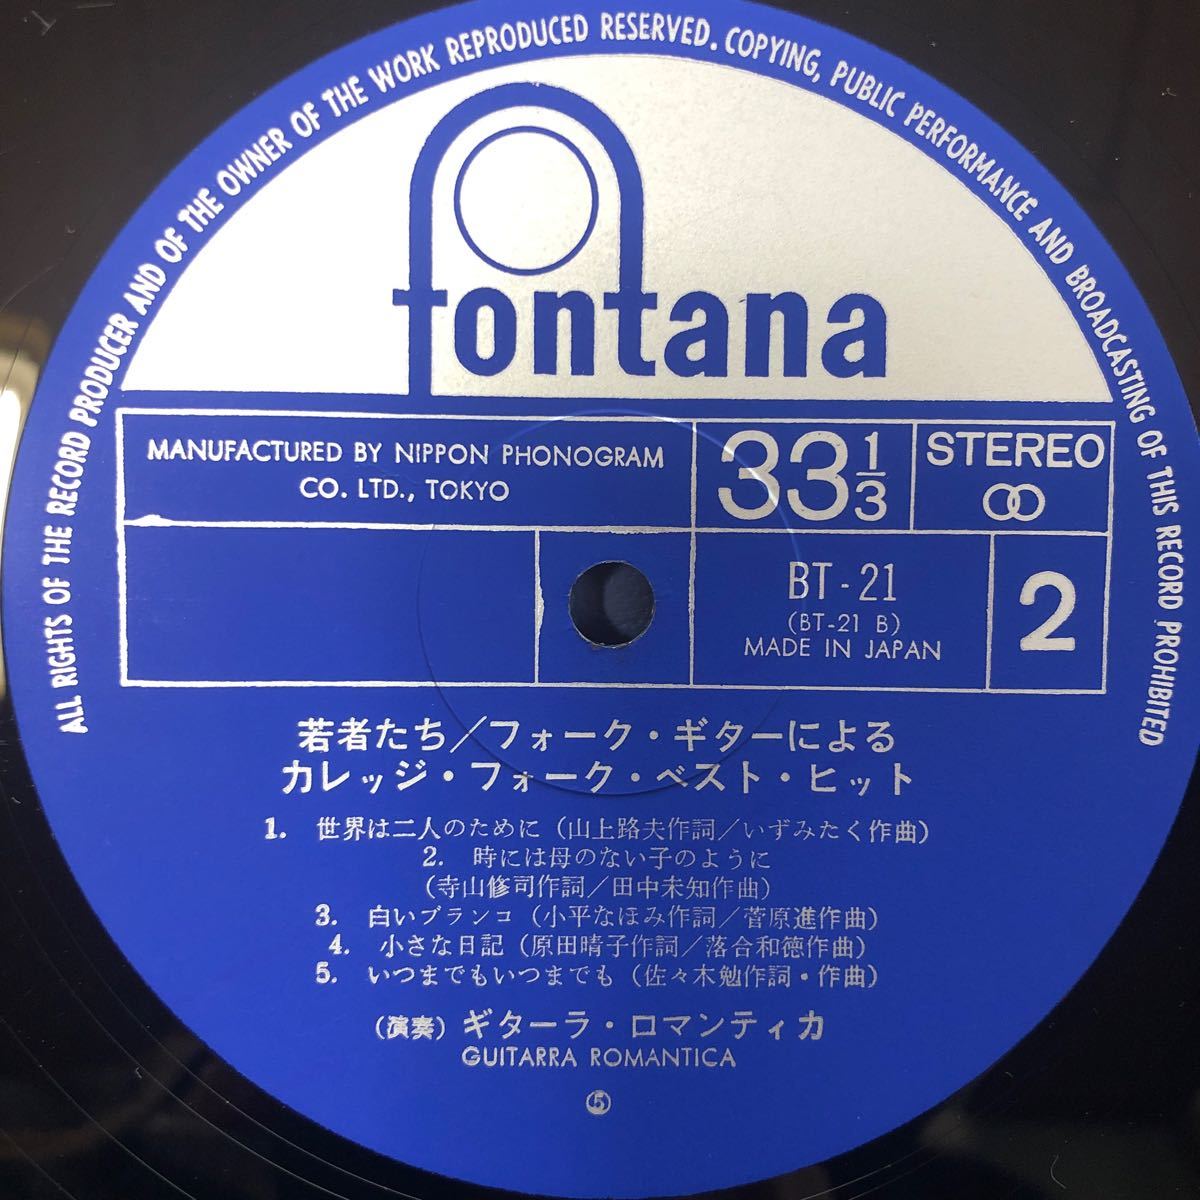 ALL RIGHTS OF THE RECORD PRODUCER AND OF THE OWNER OF THE WORK REPRODUCED RESERVED. COPYING, PUBLIC PERFORMANCE AND BROADCASTING OF THIS RECORD PROHIBITED
fontana
MANUFACTURED BY NIPPON PHONOGRAM
CO. LTD., TOKYO
33 1/3
STEREO
BT-21
(BT-21 B)
MADE IN JAPAN
2
若者たち/フォーク・ギターによる
カレッジ・フォーク・ベスト・ヒット
1. 世界は二人のために (山上路夫作詞/いずみたく作曲)
2. 時には母のない子のように
(寺山修司作詞/田中未知作曲)
3. 白いブランコ (小平なほみ作詞/菅原進作曲)
4. 小さな日記 (原田晴子作詞/落合和徳作曲)
5. いつまでもいつまでも (佐々木勉作詞・作曲)
(演奏) ギターラ・ロマンティカ
GUITARRA ROMANTICA
⑤